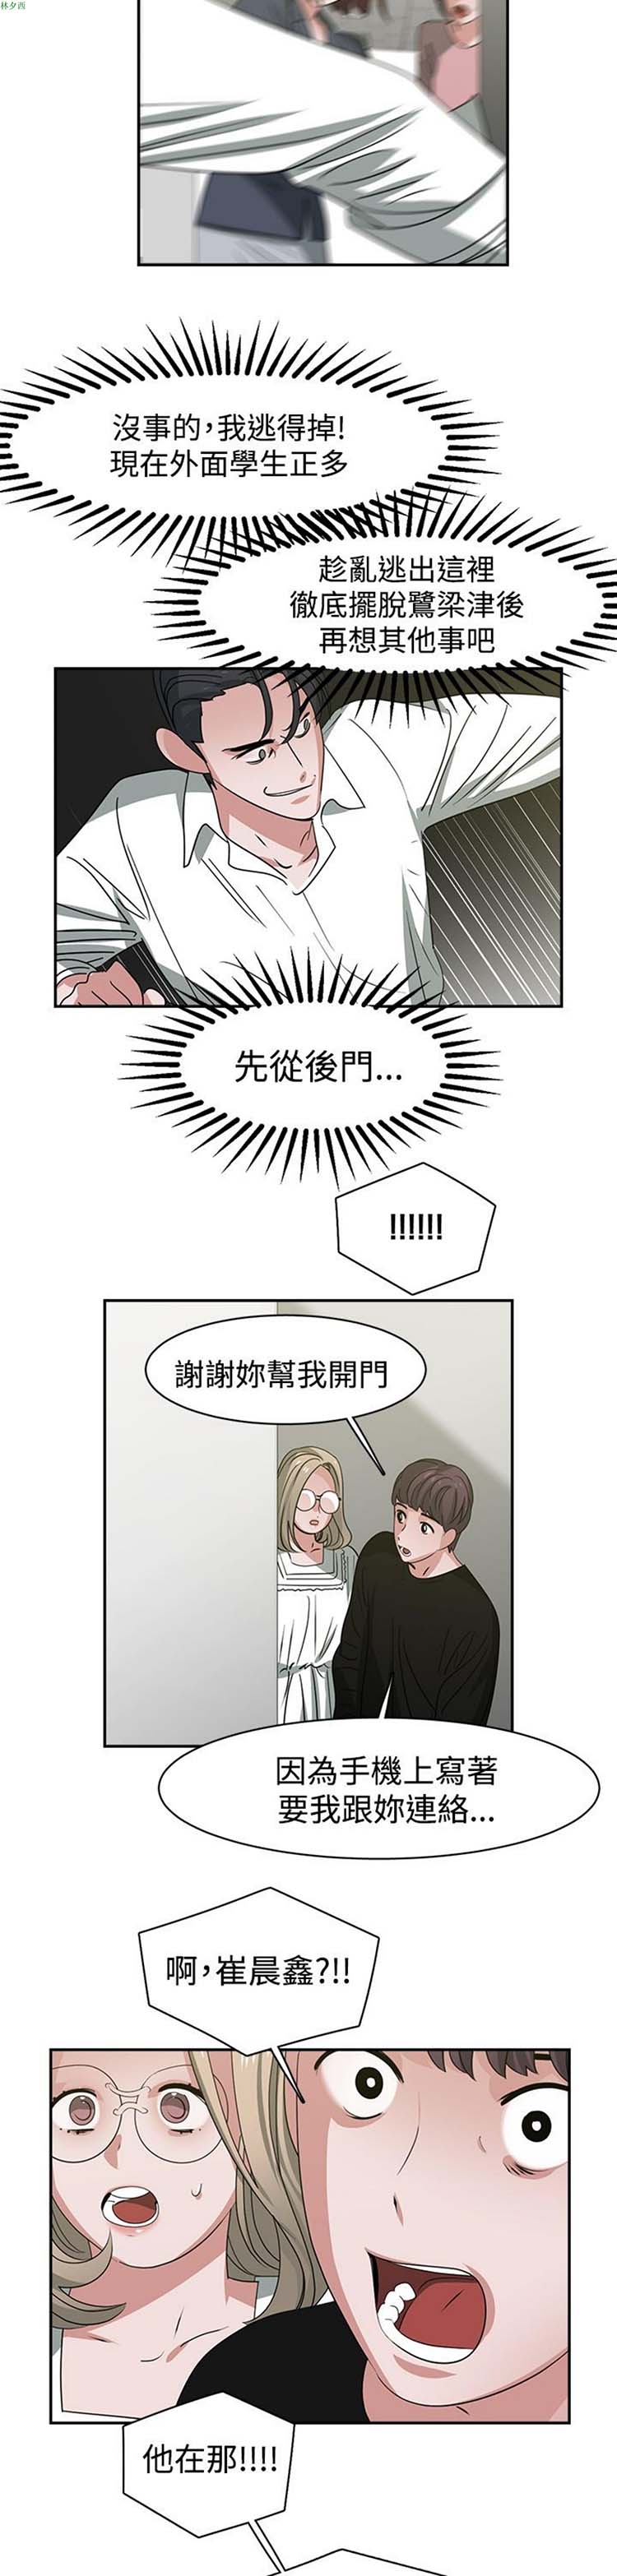 林夕西
沒事的，我逃得掉!
現在外面學生正多
趁亂逃出這裡
徹底擺脫鷺梁津後
再想其他事吧
先從後門...
!!!!!!
謝謝妳幫我開門
因為手機上寫著
要我跟妳連絡...
啊，崔晨鑫?!!
他在那!!!!